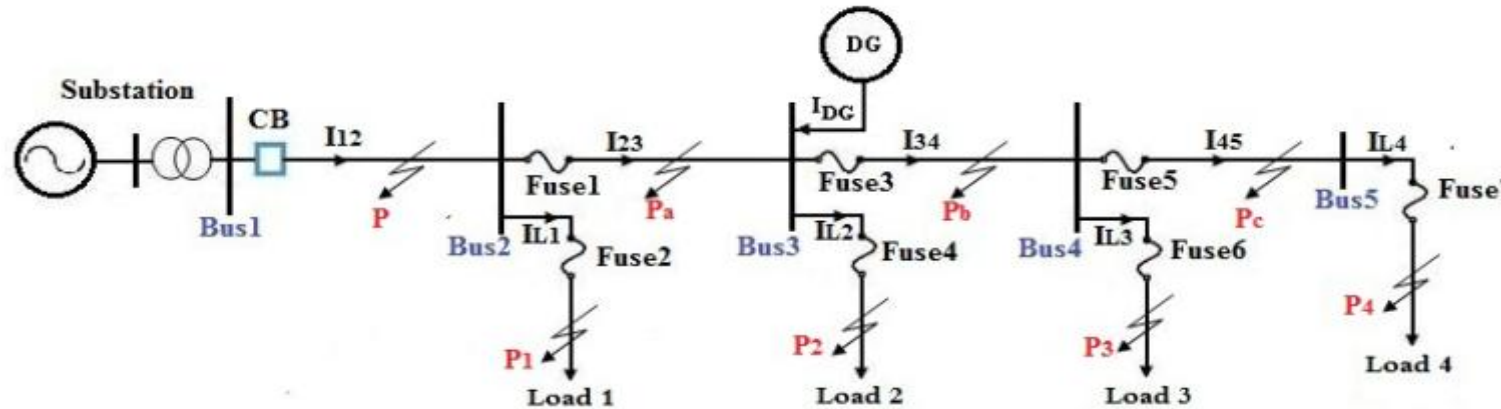 DG
Substation
CB
I12
I23
IDG
I34
I45
IL4
Fuse1
Fuse3
Fuse5
Fuse
P
Pa
Pb
Pc
Bus1
Bus2
IL1
Fuse2
Bus3
IL2
Fuse4
Bus4
IL3
Fuse6
Bus5
P1
P2
P3
P4
Load 1
Load 2
Load 3
Load 4